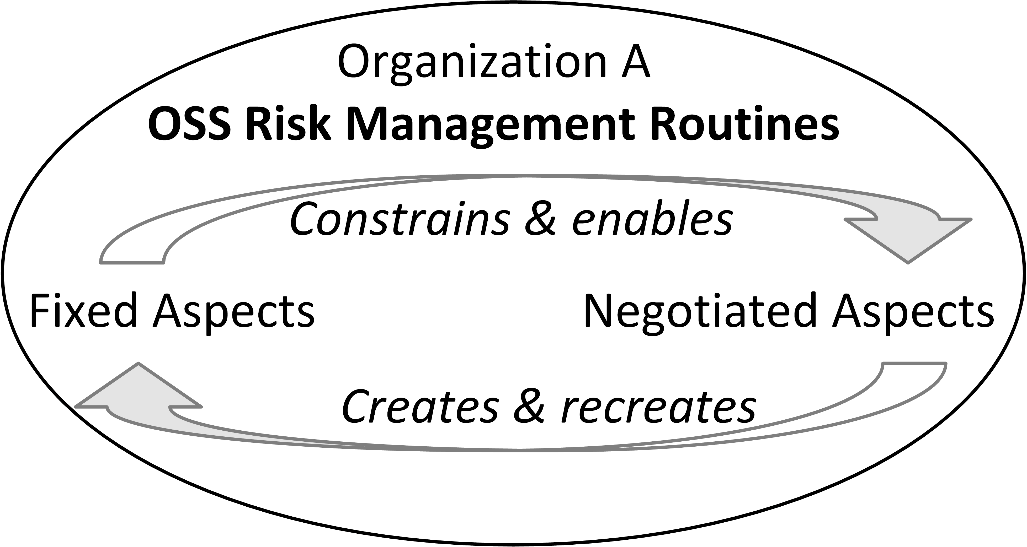 Organization A
OSS Risk Management Routines
Constrains & enables
Fixed Aspects
Negotiated Aspects
Creates & recreates